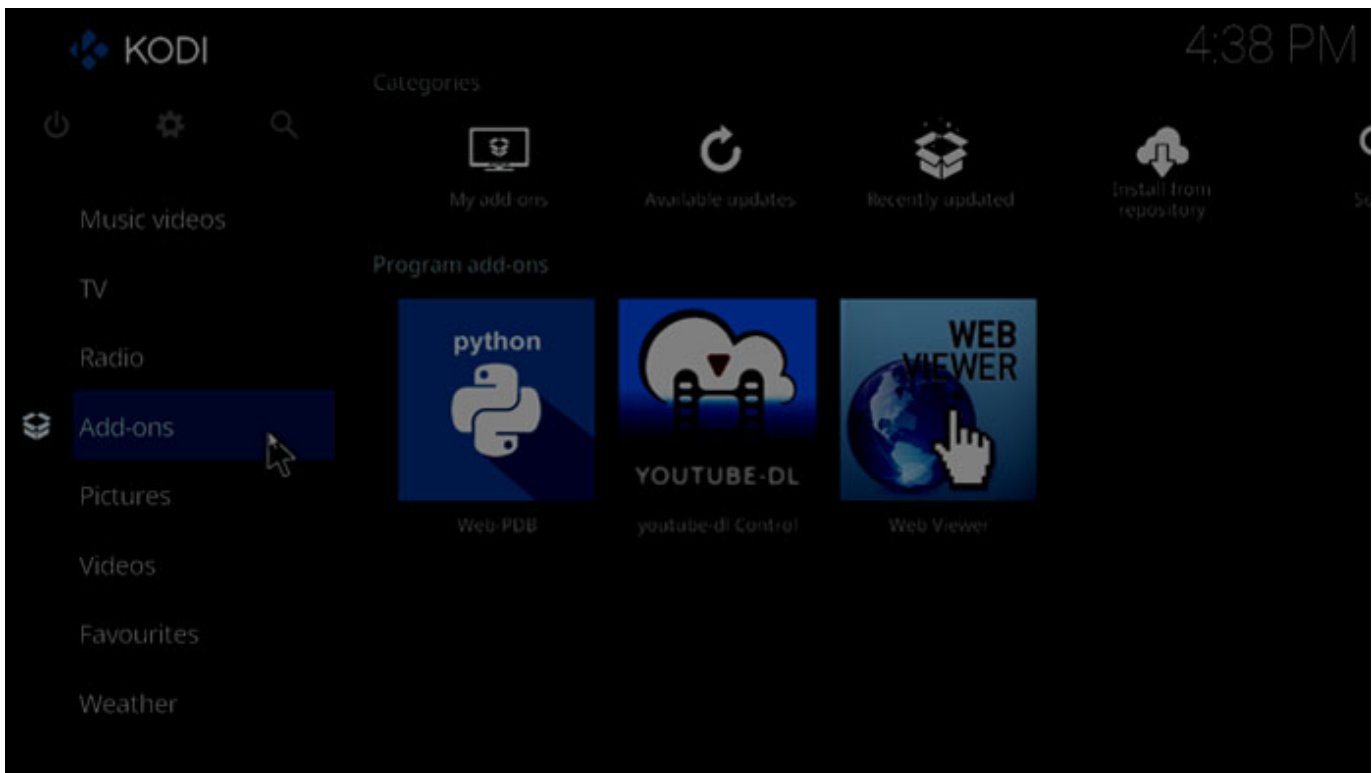 KODI
4:38 PM
Categories
My add-ons
Available updates
Recently updated
Install from
repository
Music videos
TV
Radio
Add-ons
Pictures
Videos
Favourites
Weather
Program add-ons
python
YOUTUBE-DL
WEB
VIEWER
Web-PDB
youtube-dl Control
Web Viewer